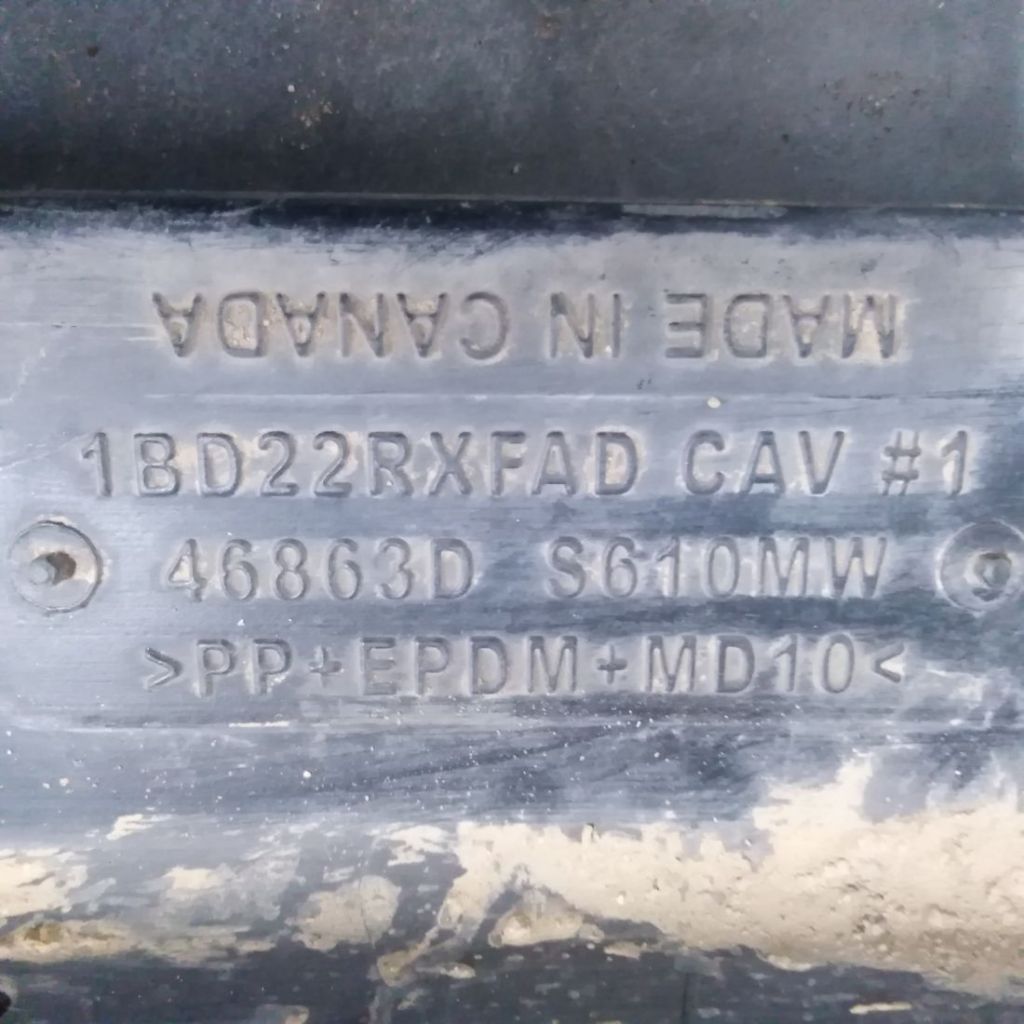 MADE IN CANADA
1BD22RXFAD CAV #1
46863D S610MW
>PP+EPDM+MD10<